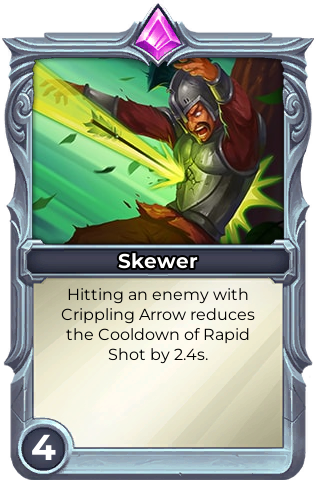 Skewer
Hitting an enemy with
Crippling Arrow reduces
the Cooldown of Rapid
Shot by 2.4s.
4